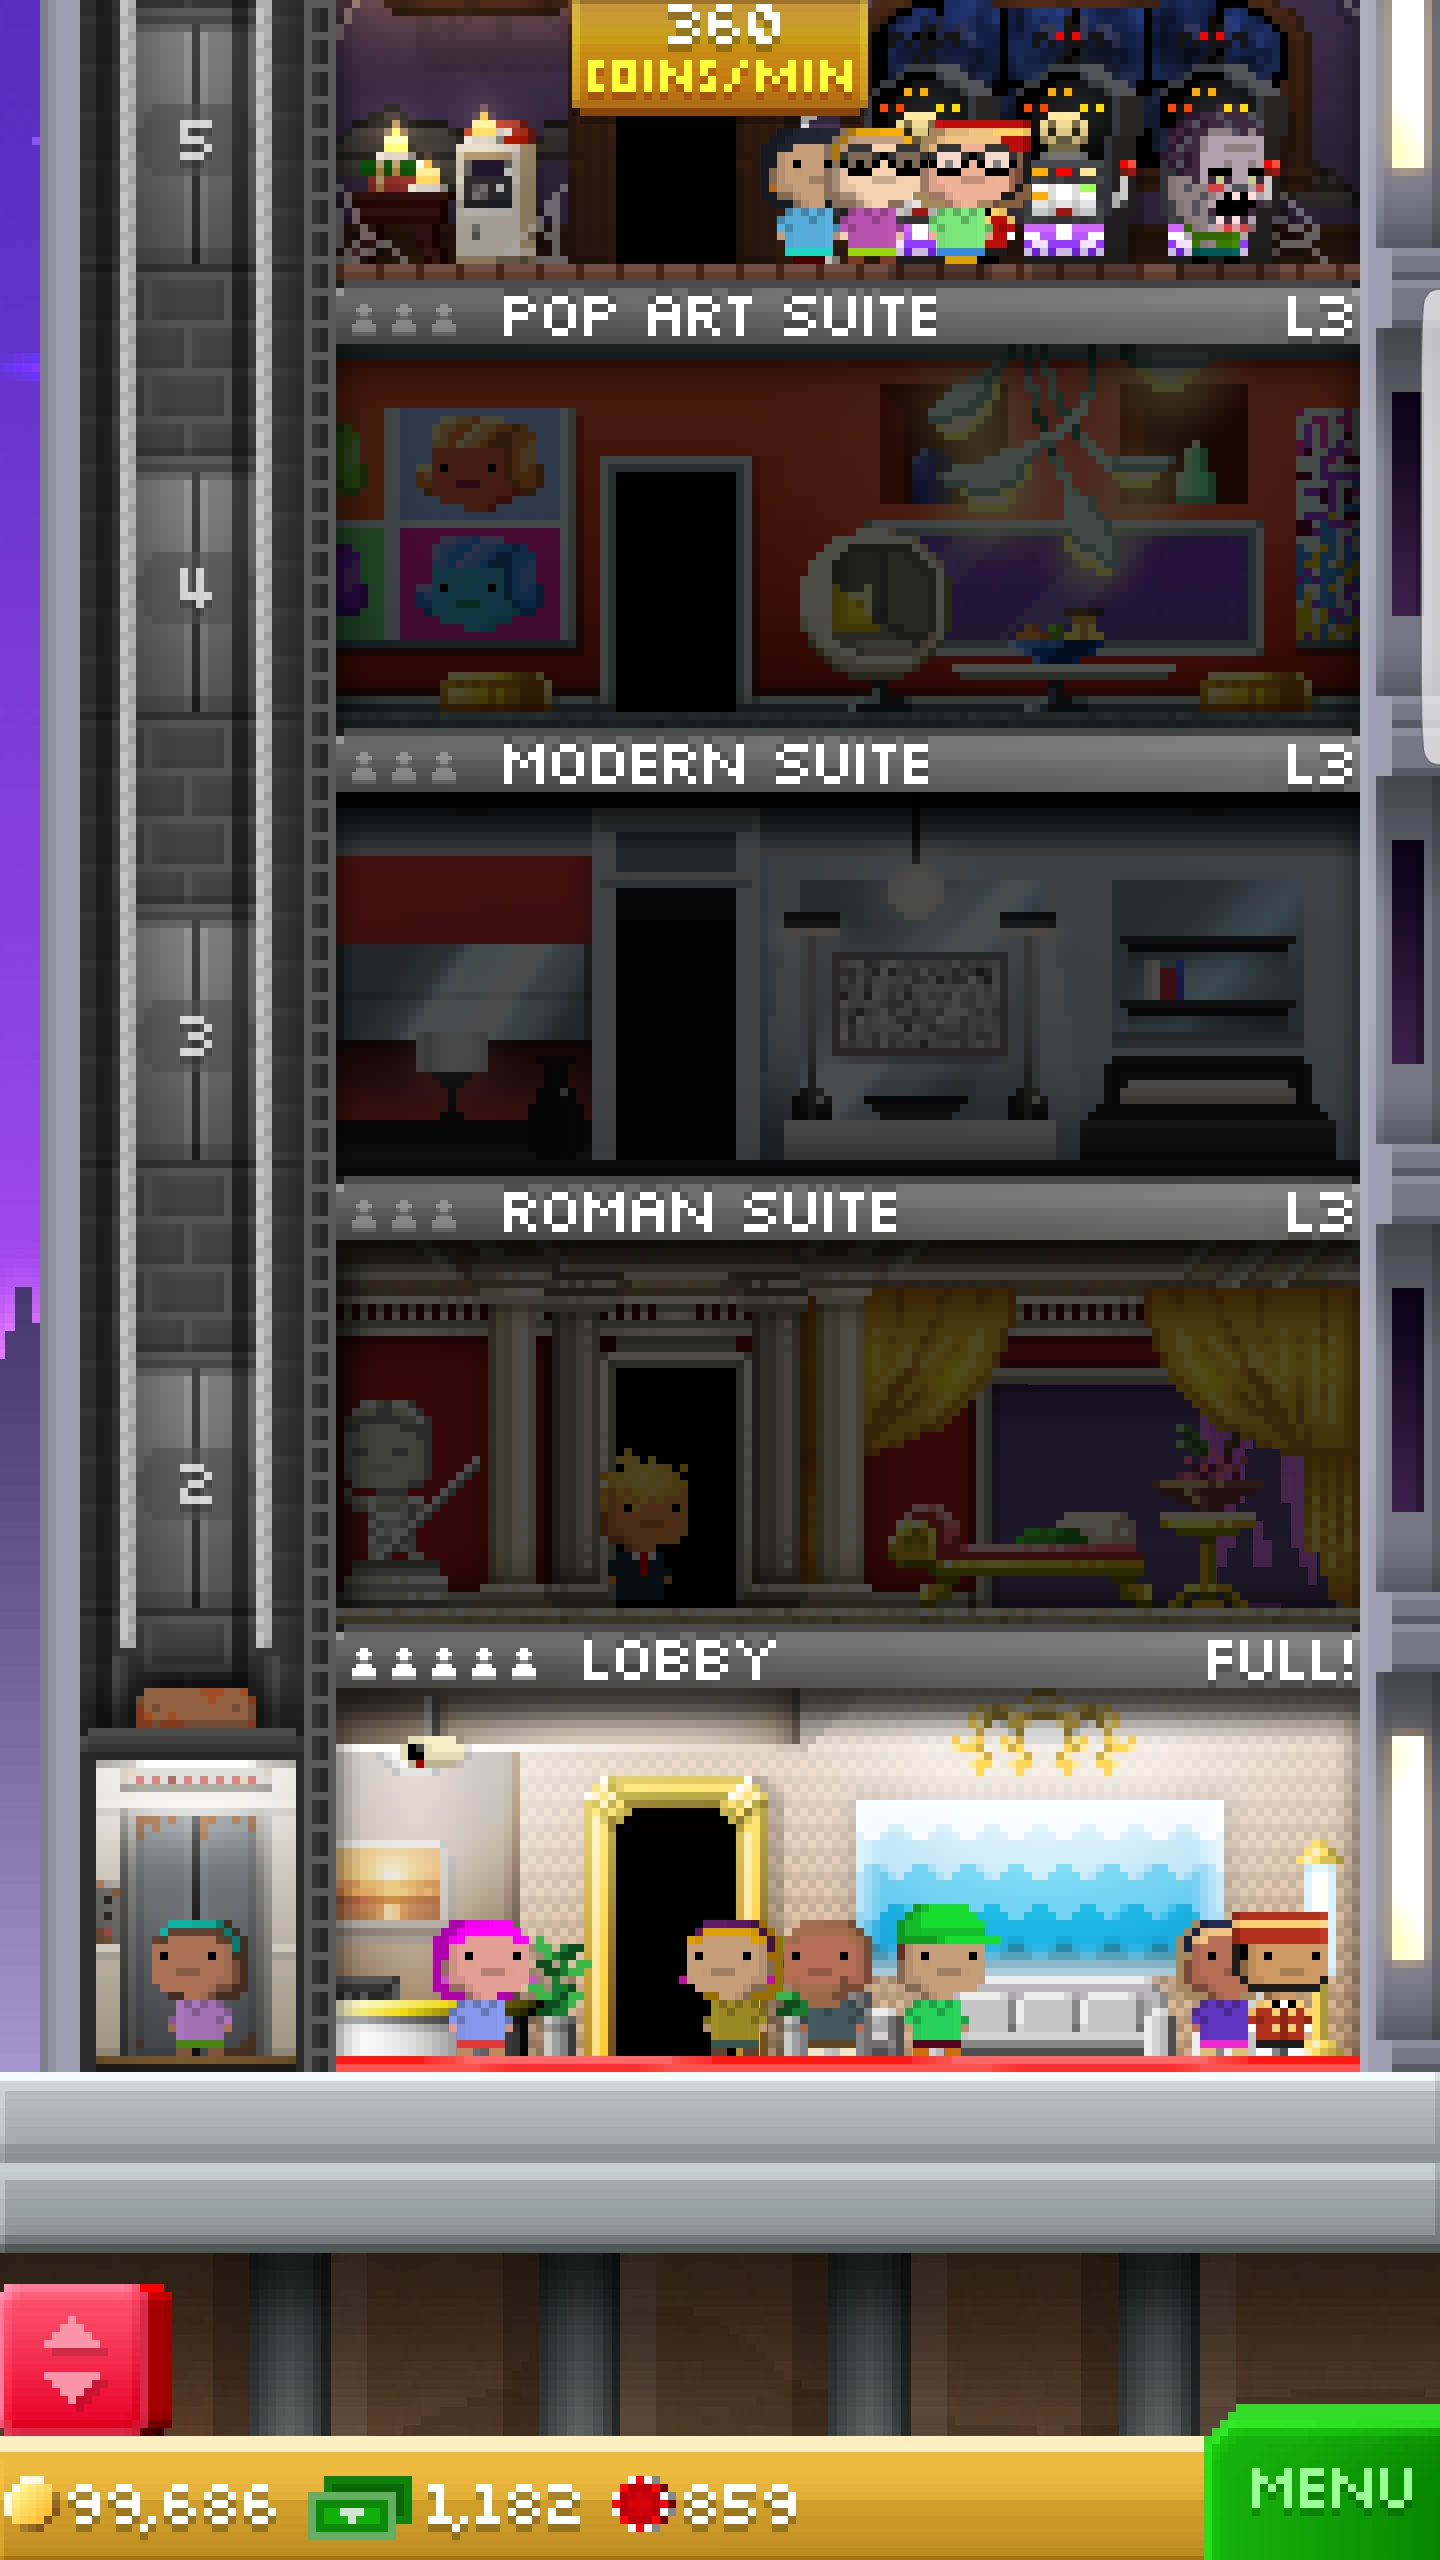 360
COINS/MIN
5
POP ART SUITE L3
4
MODERN SUITE L3
3
ROMAN SUITE L3
2
LOBBY FULL!
99,686 1,182 859
MENU